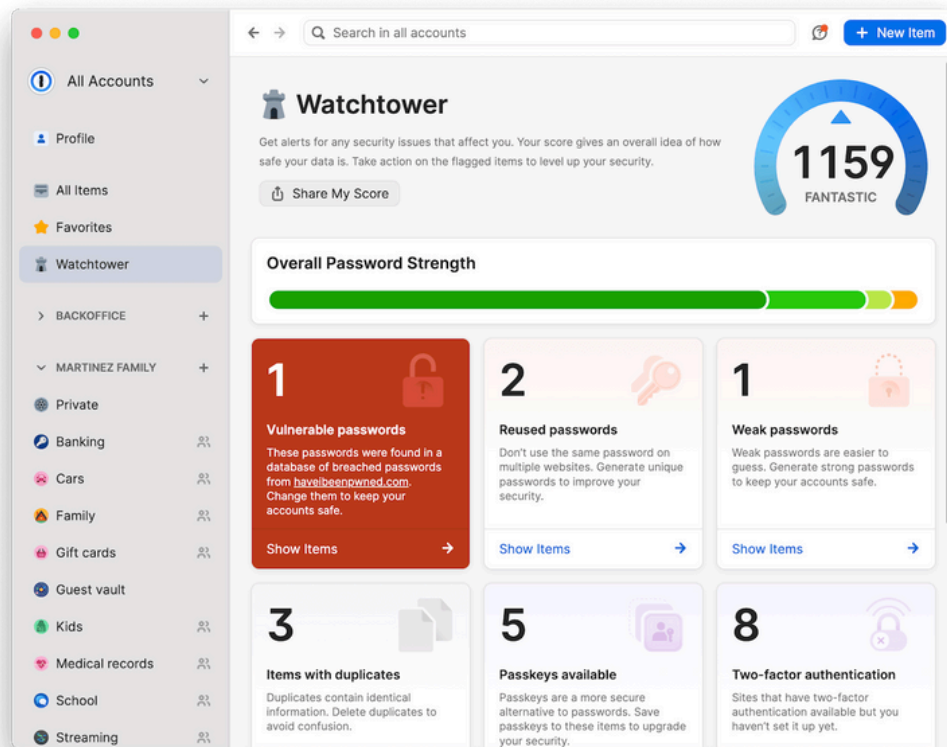 All Accounts
Profile
All Items
Favorites
Watchtower
BACKOFFICE
MARTINEZ FAMILY
Private
Banking
Cars
Family
Gift cards
Guest vault
Kids
Medical records
School
Streaming
Search in all accounts
+ New Item
Watchtower
Get alerts for any security issues that affect you. Your score gives an overall idea of how
safe your data is. Take action on the flagged items to level up your security.
Share My Score
1159
FANTASTIC
Overall Password Strength
1
Vulnerable passwords
These passwords were found in a
database of breached passwords
from haveibeenpwned.com.
Change them to keep your
accounts safe.
Show Items
2
Reused passwords
Don't use the same password on
multiple websites. Generate unique
passwords to improve your
security.
Show Items
1
Weak passwords
Weak passwords are easier to
guess. Generate strong passwords
to keep your accounts safe.
Show Items
3
Items with duplicates
Duplicates contain identical
information. Delete duplicates to
avoid confusion.
5
Passkeys available
Passkeys are a more secure
alternative to passwords. Save
passkeys to these items to upgrade
your security.
8
Two-factor authentication
Sites that have two-factor
authentication available but you
haven't set it up yet.